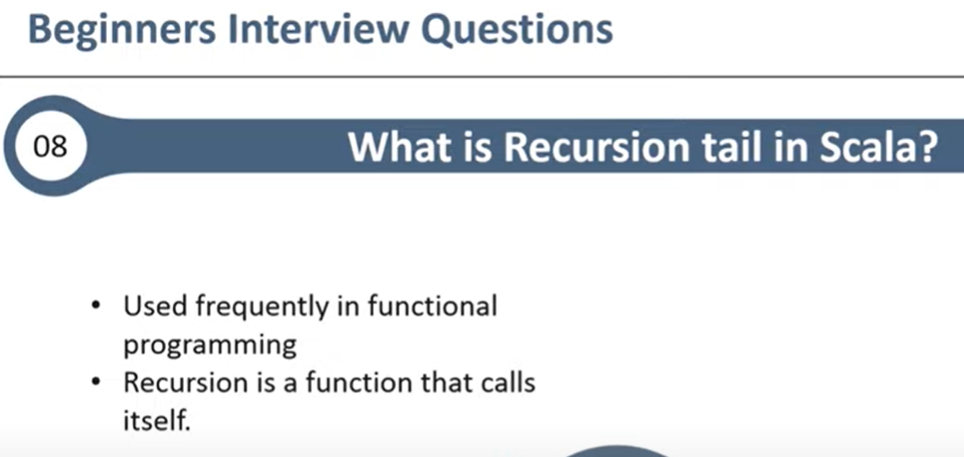 Beginners Interview Questions
08
What is Recursion tail in Scala?
• Used frequently in functional
programming
• Recursion is a function that calls
itself.